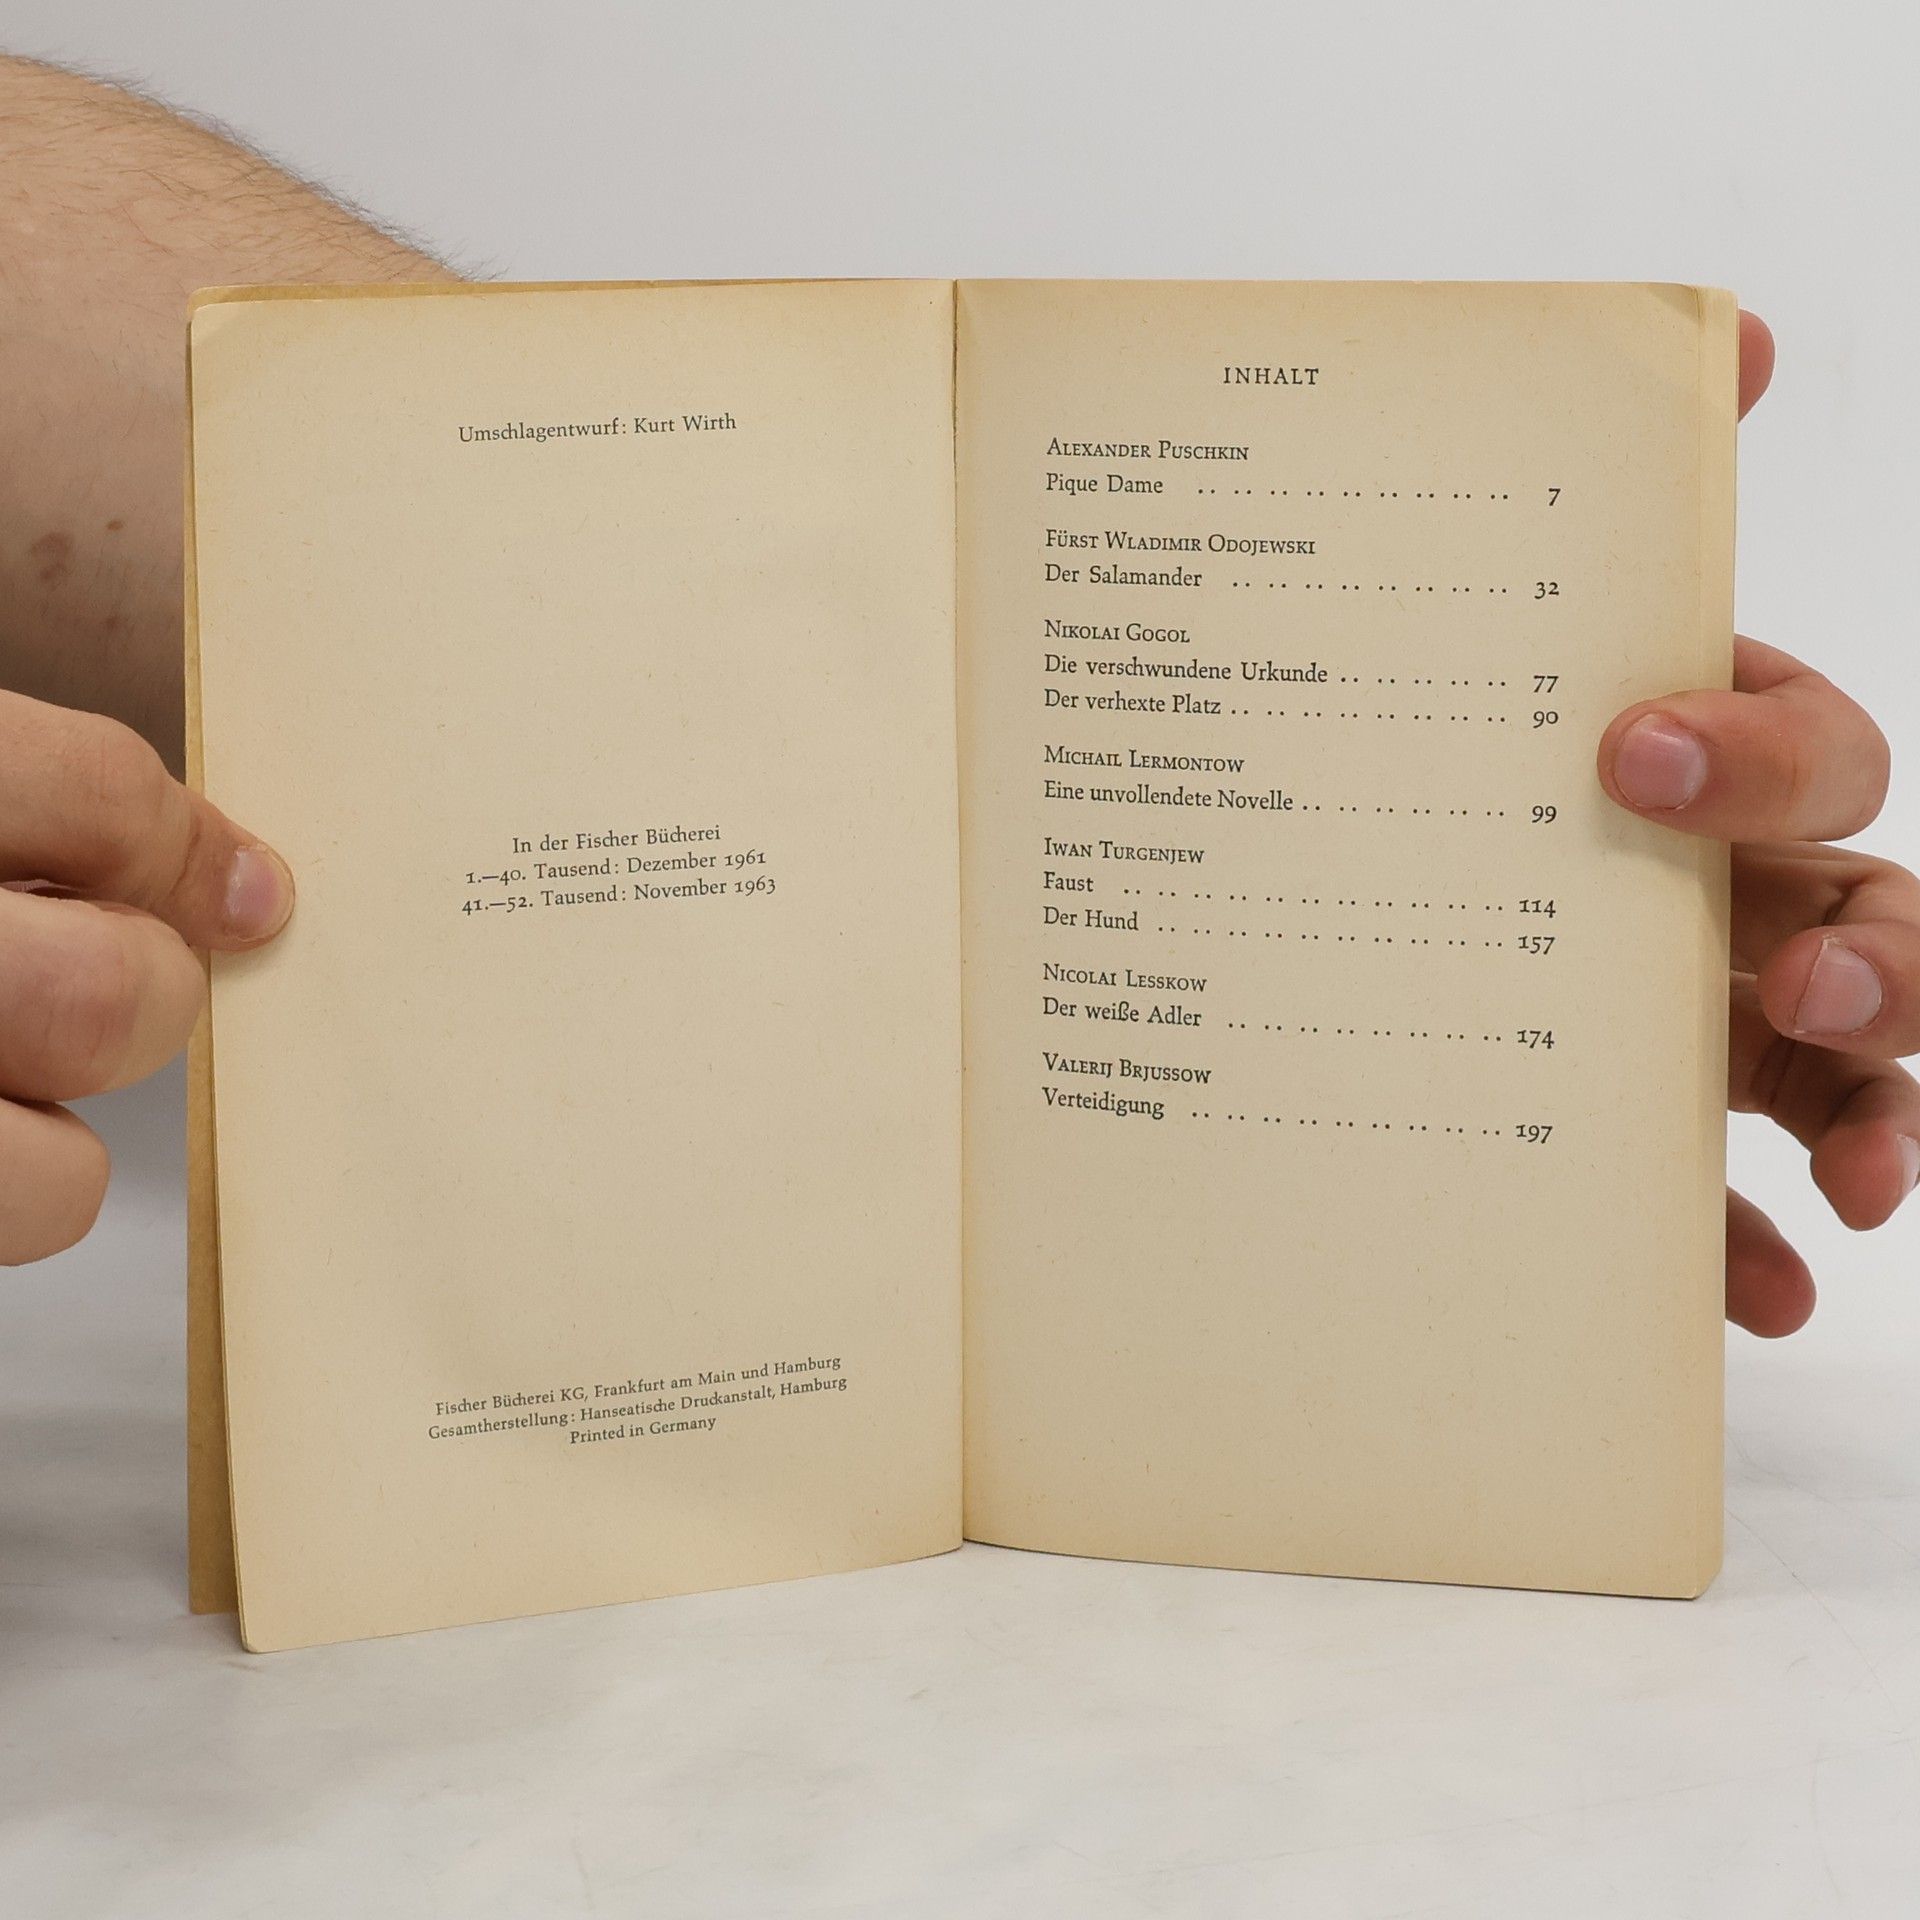 Umschlagentwurf: Kurt Wirth
In der Fischer Bücherei
1.—40. Tausend: Dezember 1961
41.—52. Tausend: November 1963
Fischer Bücherei KG, Frankfurt am Main und Hamburg
Gesamtherstellung: Hanseatische Druckanstalt, Hamburg
Printed in Germany
INHALT
ALEXANDER PUSCHKIN
Pique Dame .. .. .. .. .. .. .. .. .. 7
FÜRST WLADIMIR ODOJEWSKI
Der Salamander .. .. .. .. .. .. .. .. 32
NIKOLAI GOGOL
Die verschwundene Urkunde .. .. .. .. .. 77
Der verhexte Platz .. .. .. .. .. .. .. .. 90
MICHAIL LERMONTOW
Eine unvollendete Novelle .. .. .. .. .. .. 99
IWAN TURGENJEW
Faust .. .. .. .. .. .. .. .. .. .. .. 114
Der Hund .. .. .. .. .. .. .. .. .. .. 157
NICOLAI LESSKOW
Der weiße Adler .. .. .. .. .. .. .. .. 174
VALERIJ BRJUSSOW
Verteidigung .. .. .. .. .. .. .. .. .. 197